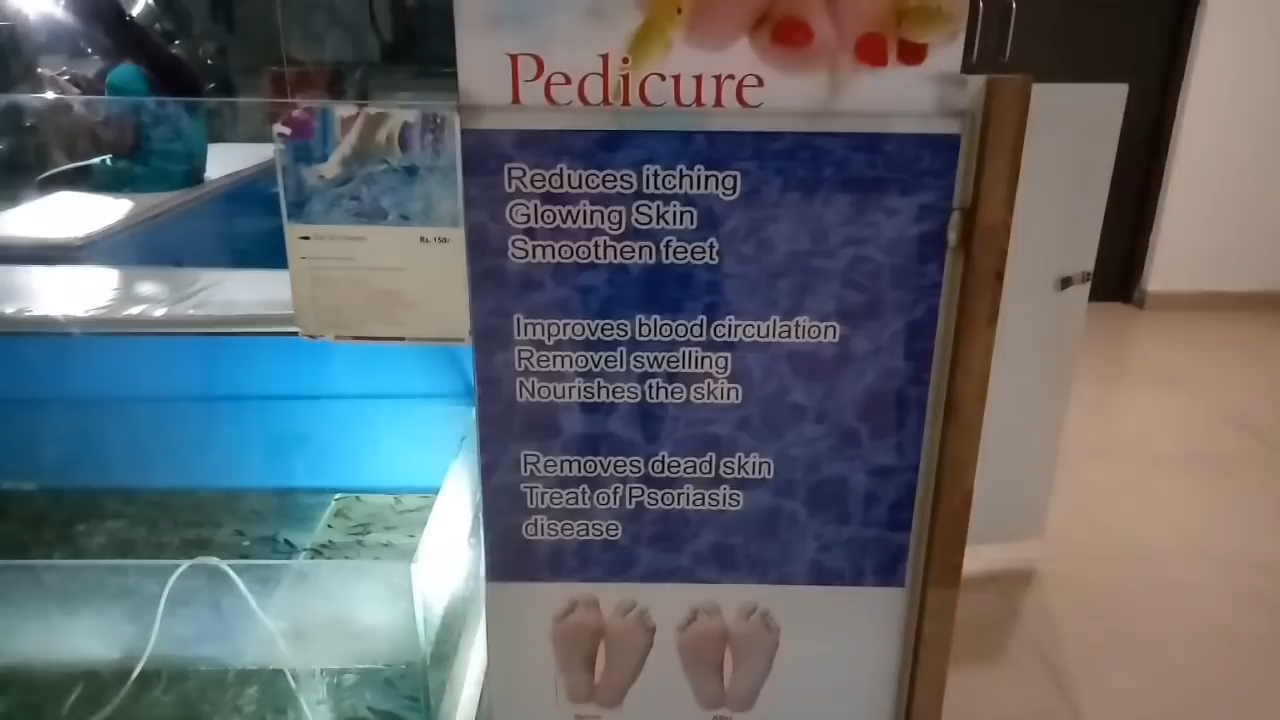 Pedicure
Rs. 150/-
Reduces itching
Glowing Skin
Smoothen feet
Improves blood circulation
Removel swelling
Nourishes the skin
Removes dead skin
Treat of Psoriasis
disease